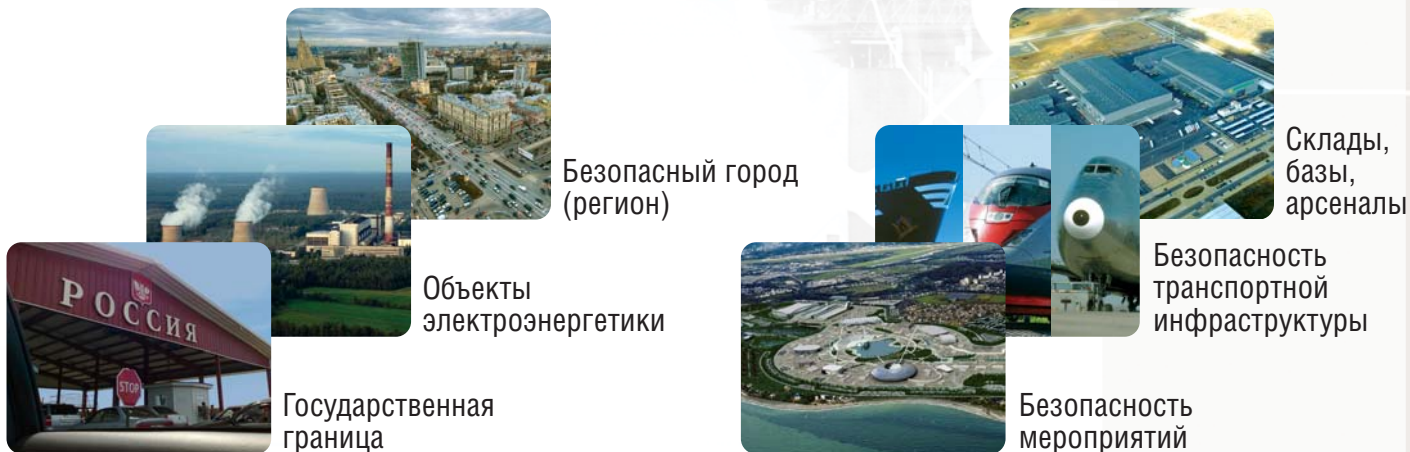 Безопасный город
(регион)
Объекты
электроэнергетики
РОССИЯ
STOP
Государственная
граница
Склады,
базы,
арсеналы
Безопасность
транспортной
инфраструктуры
Безопасность
мероприятий